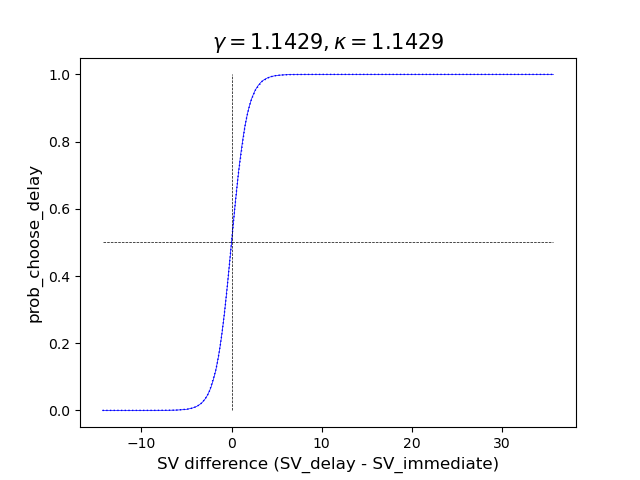 γ = 1.1429, κ = 1.1429
1.0
0.8
0.6
0.4
0.2
0.0
prob_choose_delay
−10 0 10 20 30
SV difference (SV_delay - SV_immediate)